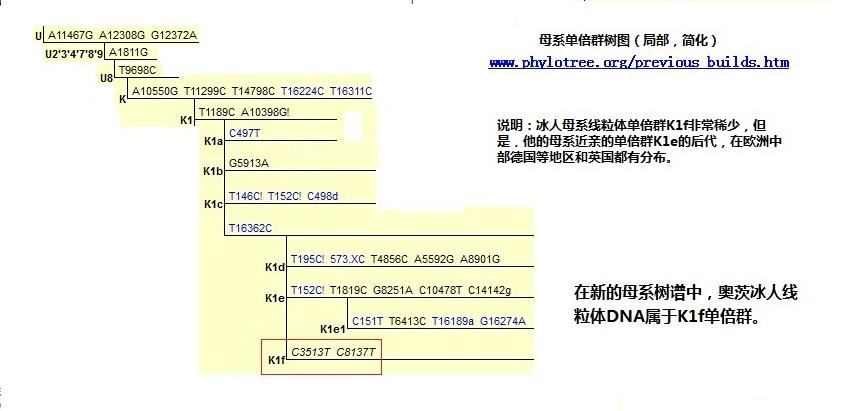 U A11467G A12308G G12372A
母系单倍群树图（局部，简化）
U2'3'4'7'8'9 A1811G
www.phylotree.org/previous_builds.htm
U8 T9698C
K A10550G T11299C T14798C T16224C T16311C
K1 T1189C A10398G!
说明：冰人母系线粒体单倍群K1f非常稀少，但
是，他的母系近亲的单倍群K1e的后代，在欧洲中
部德国等地区和英国都有分布。
K1a C497T
K1b G5913A
K1c T146C! T152C! C498d
T16362C
K1d T195C! 573.XC T4856C A5592G A8901G
K1e T152C! T1819C G8251A C10478T C14142g
在新的母系树谱中，奥茨冰人线
粒体DNA属于K1f单倍群。
K1e1 C151T T6413C T16189a G16274A
K1f C3513T C8137T